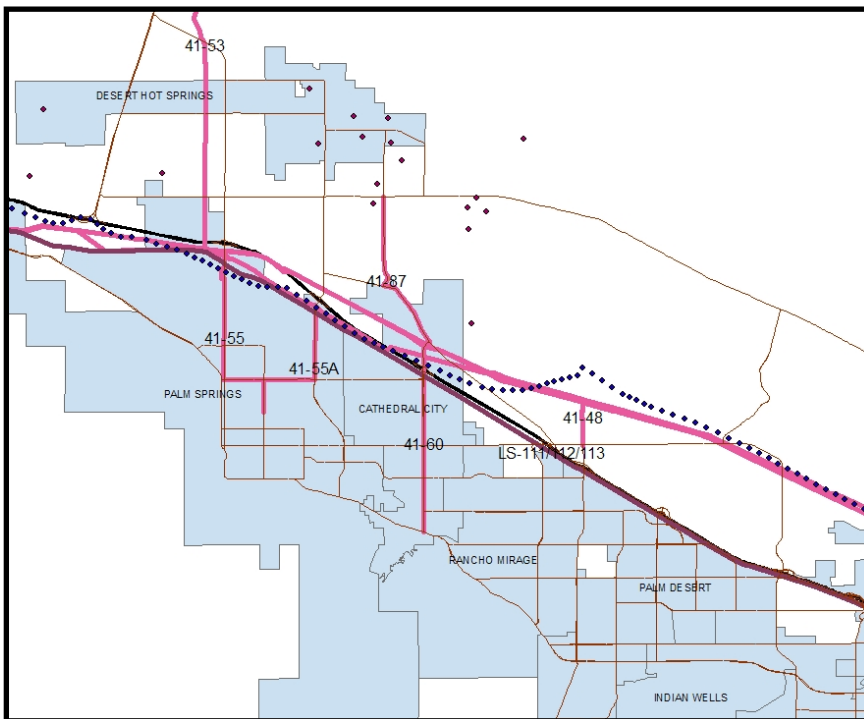 41-53
DESERT HOT SPRINGS
41-87
41-55
41-55A
PALM SPRINGS
CATHEDRAL CITY
41-48
41-60
LS-111/112/113
RANCHO MIRAGE
PALM DESERT
INDIAN WELLS